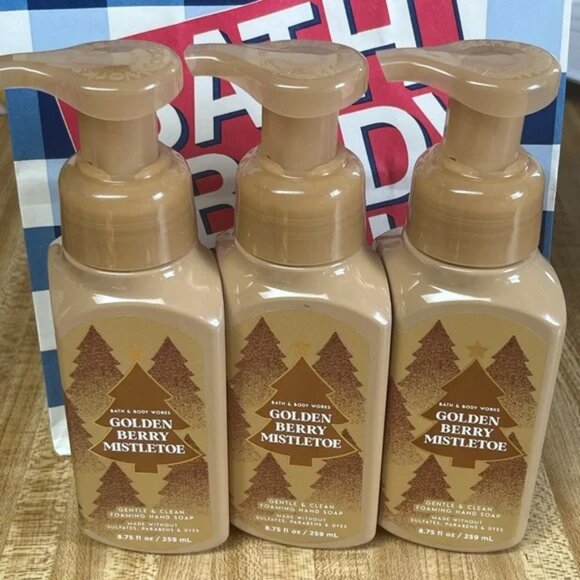 BATH
BODY
BATH & BODY WORKS
GOLDEN
BERRY
MISTLETOE
GENTLE & CLEAN
FOAMING HAND SOAP
MADE WITHOUT
SULFATES, PARABENS & DYES
8.75 fl oz / 259 mL
BATH & BODY WORKS
GOLDEN
BERRY
MISTLETOE
GENTLE & CLEAN
FOAMING HAND SOAP
MADE WITHOUT
SULFATES, PARABENS & DYES
8.75 fl oz / 259 mL
BATH & BODY WORKS
GOLDEN
BERRY
MISTLETOE
GENTLE & CLEAN
FOAMING HAND SOAP
MADE WITHOUT
SULFATES, PARABENS & DYES
8.75 fl oz / 259 mL